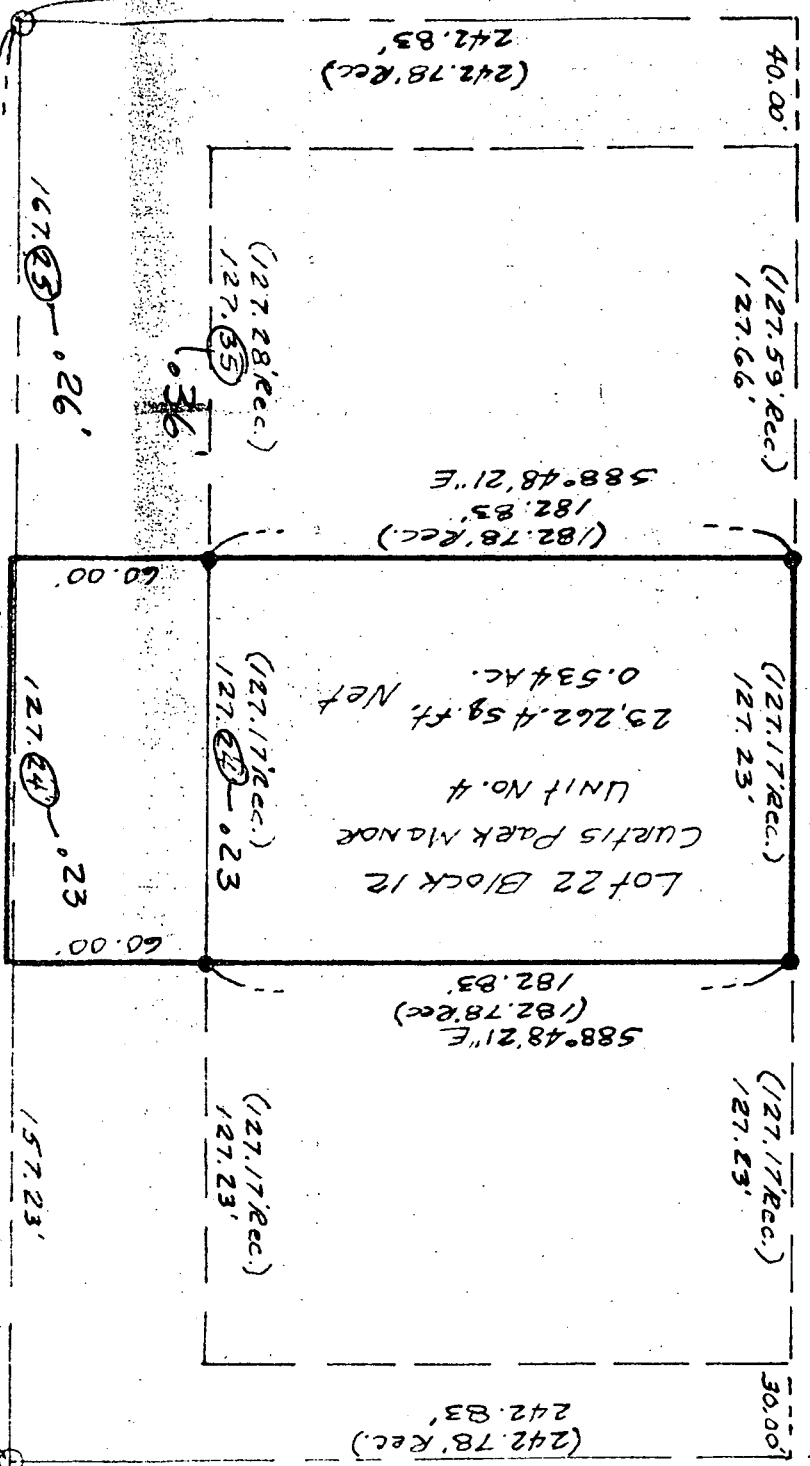 242.83'
(242.78' Rec)
40.00'
(127.59' Rec.)
127.66'
(127.28' Rec.)
127.35
.36'
167.25
.26'
S88°48'21"E
182.83'
(182.78' Rec.)
60.00'
(127.17' Rec.)
127.23'
Lot 22 Block 12
Curtis Park Manor
Unit No. 4
23,262.4 Sq. Ft. Net
0.534 Ac.
(127.17' Rec.)
127.24
.23
127.24
.23
60.00'
S88°48'21"E
(182.78' Rec)
182.83'
(127.17' Rec.)
127.23'
(127.17' Rec.)
127.23'
157.23'
30.00'
(242.78' Rec)
242.83'